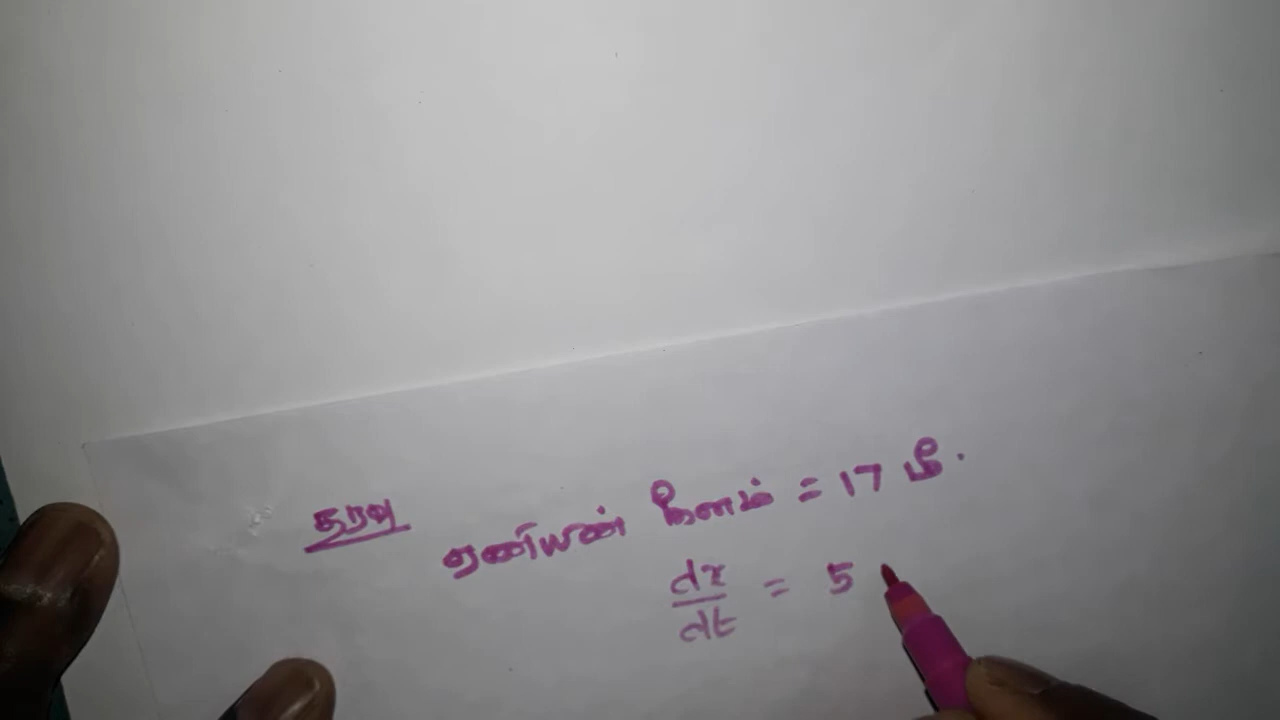 தரவு
ஏணியின் நீளம் = 17 மீ.
dx/dt = 5